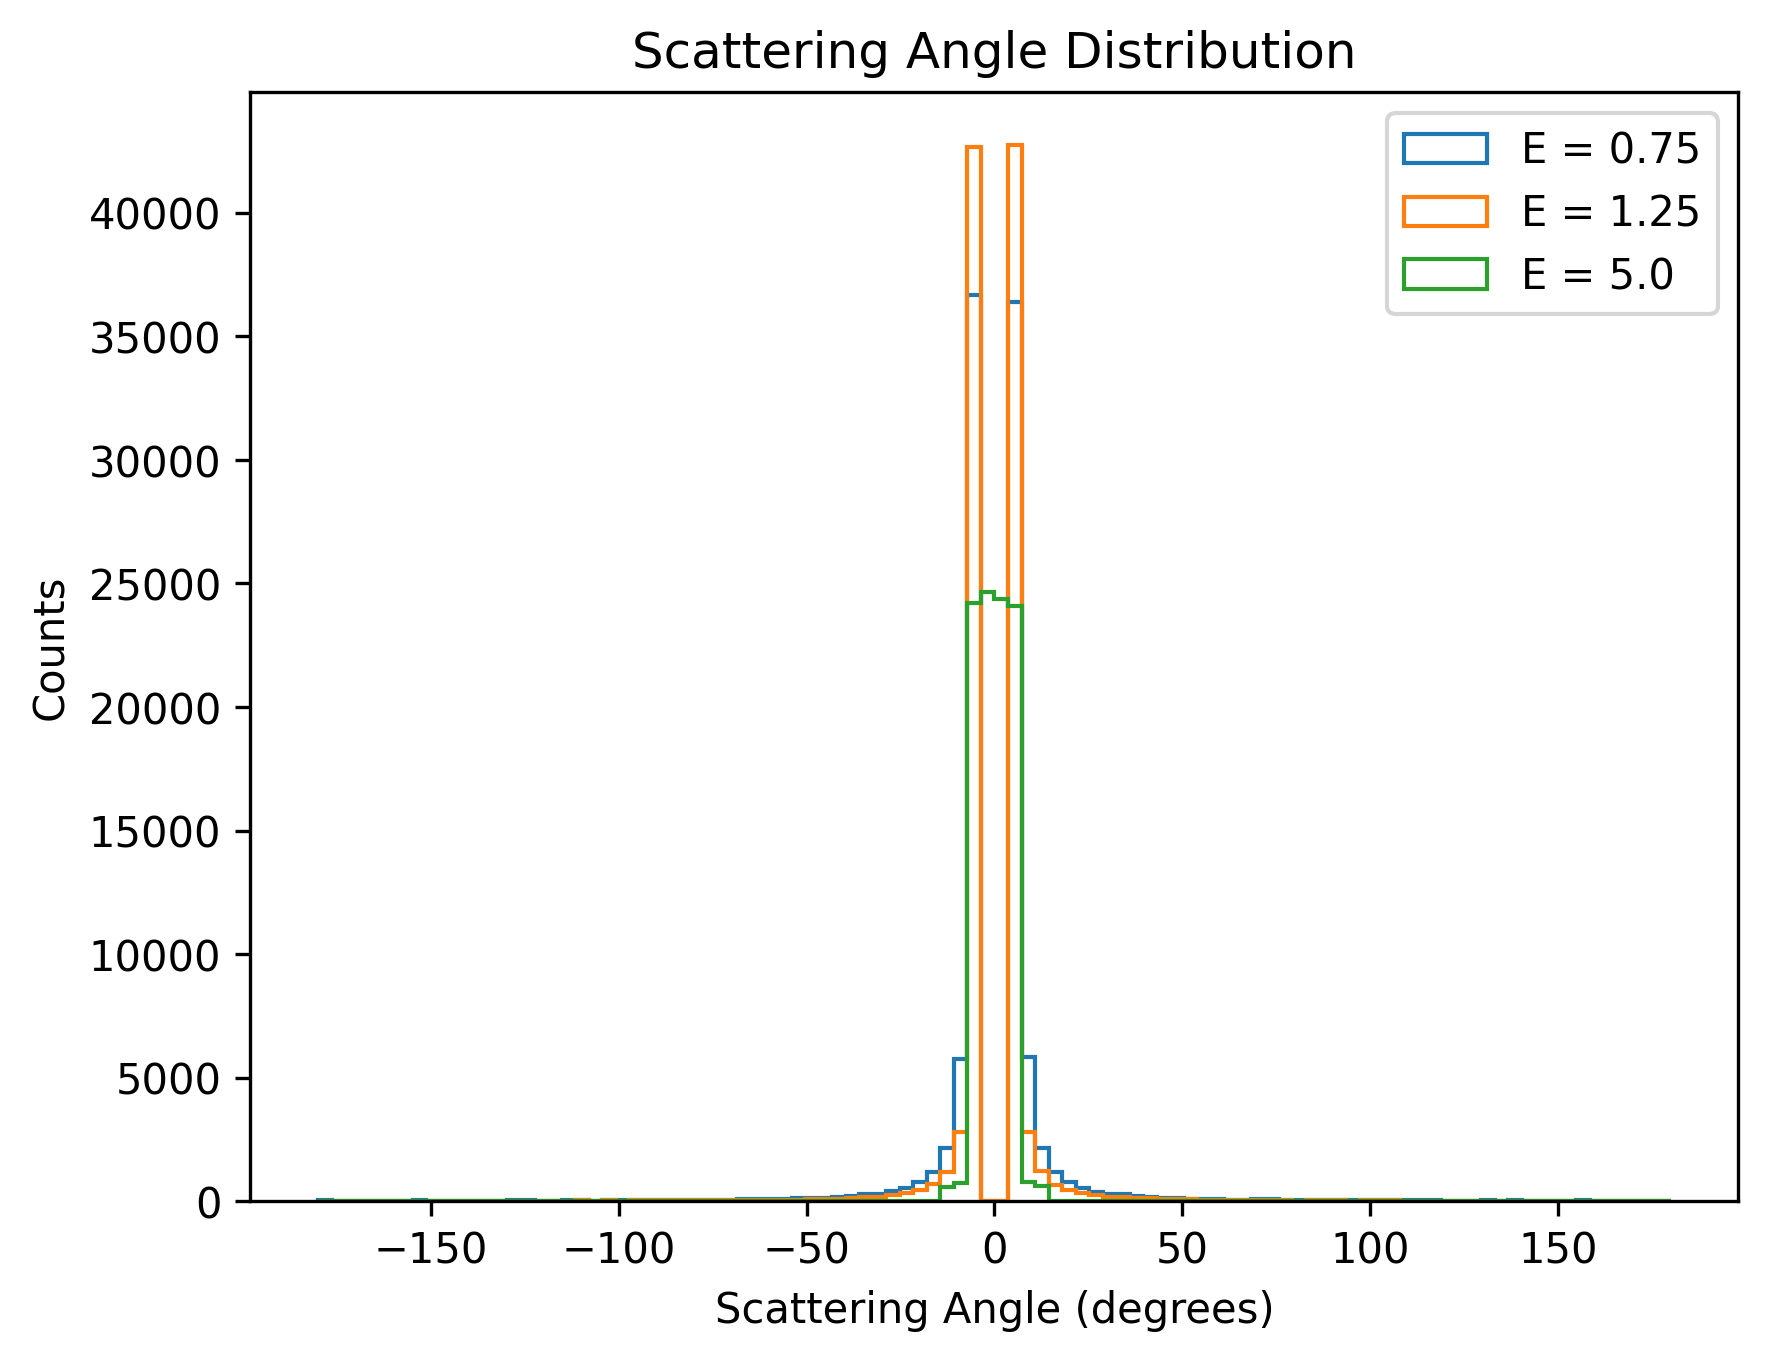 Scattering Angle Distribution
E = 0.75
E = 1.25
E = 5.0
40000
35000
30000
25000
20000
15000
10000
5000
0
Counts
−150
−100
−50
0
50
100
150
Scattering Angle (degrees)